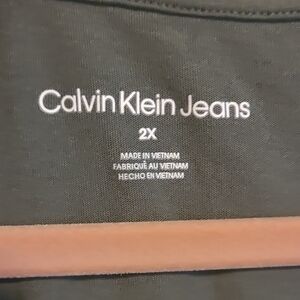 Calvin Klein Jeans
2X
MADE IN VIETNAM
FABRIQUÉ AU VIETNAM
HECHO EN VIETNAM